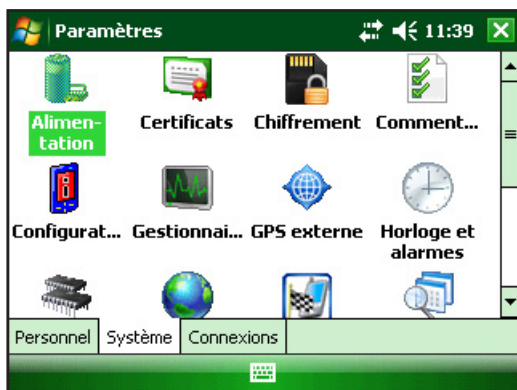 Paramètres 11:39
Alimen-
tation
Certificats Chiffrement Comment...
Configurat... Gestionnai... GPS externe Horloge et
alarmes
Personnel Système Connexions